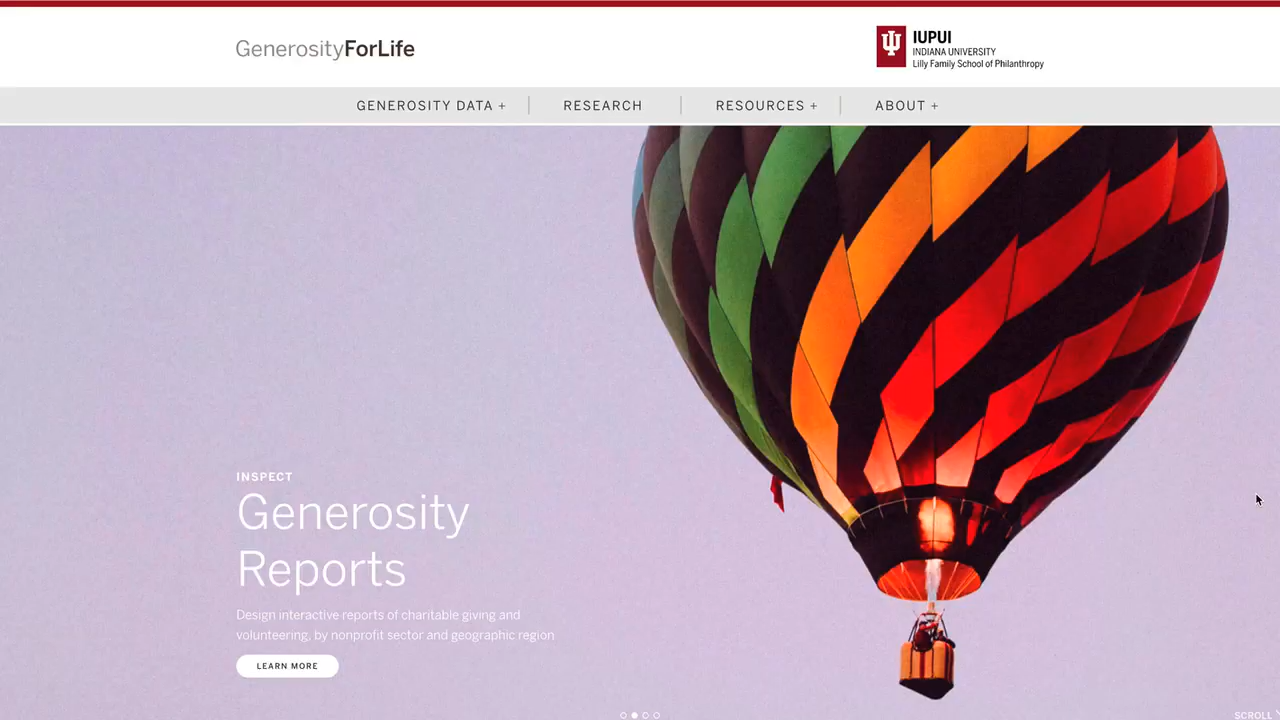 GenerosityForLife
IUPUI
INDIANA UNIVERSITY
Lilly Family School of Philanthropy
GENEROSITY DATA +
RESEARCH
RESOURCES +
ABOUT +
INSPECT
Generosity
Reports
Design interactive reports of charitable giving and
volunteering, by nonprofit sector and geographic region
LEARN MORE
SCROLL